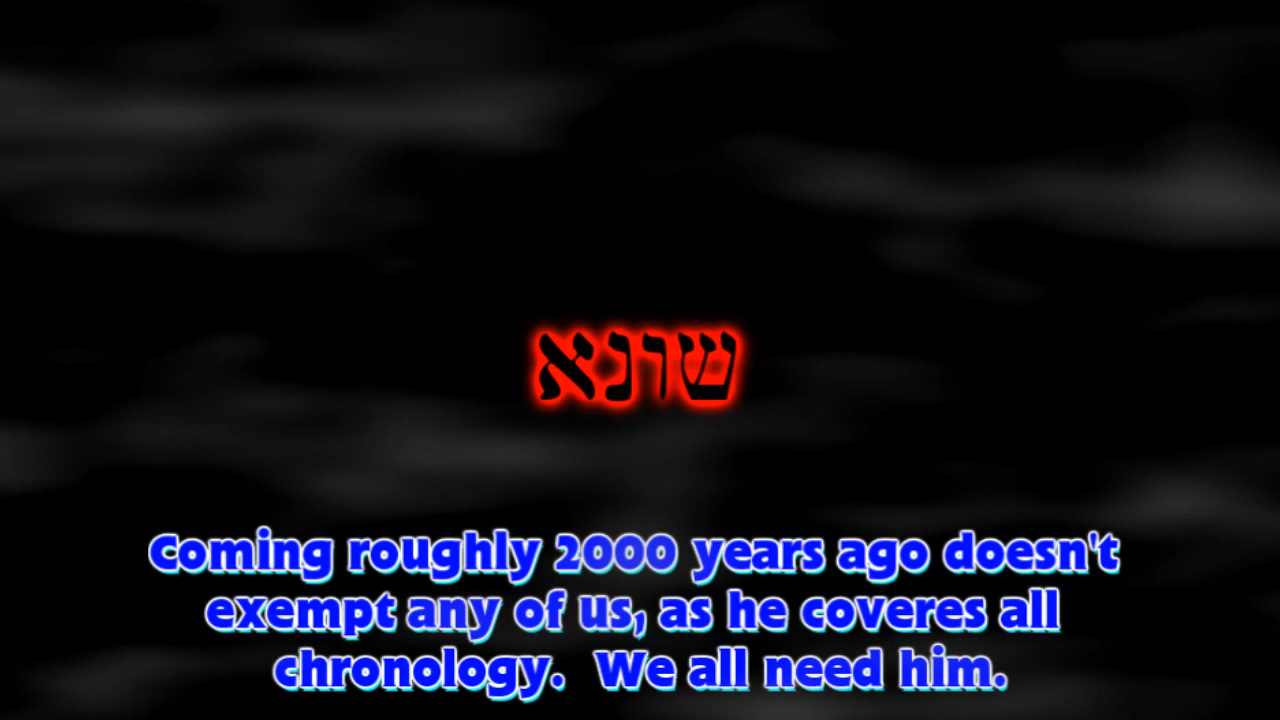 שונא
Coming roughly 2000 years ago doesn't
exempt any of us, as he coveres all
chronology.  We all need him.